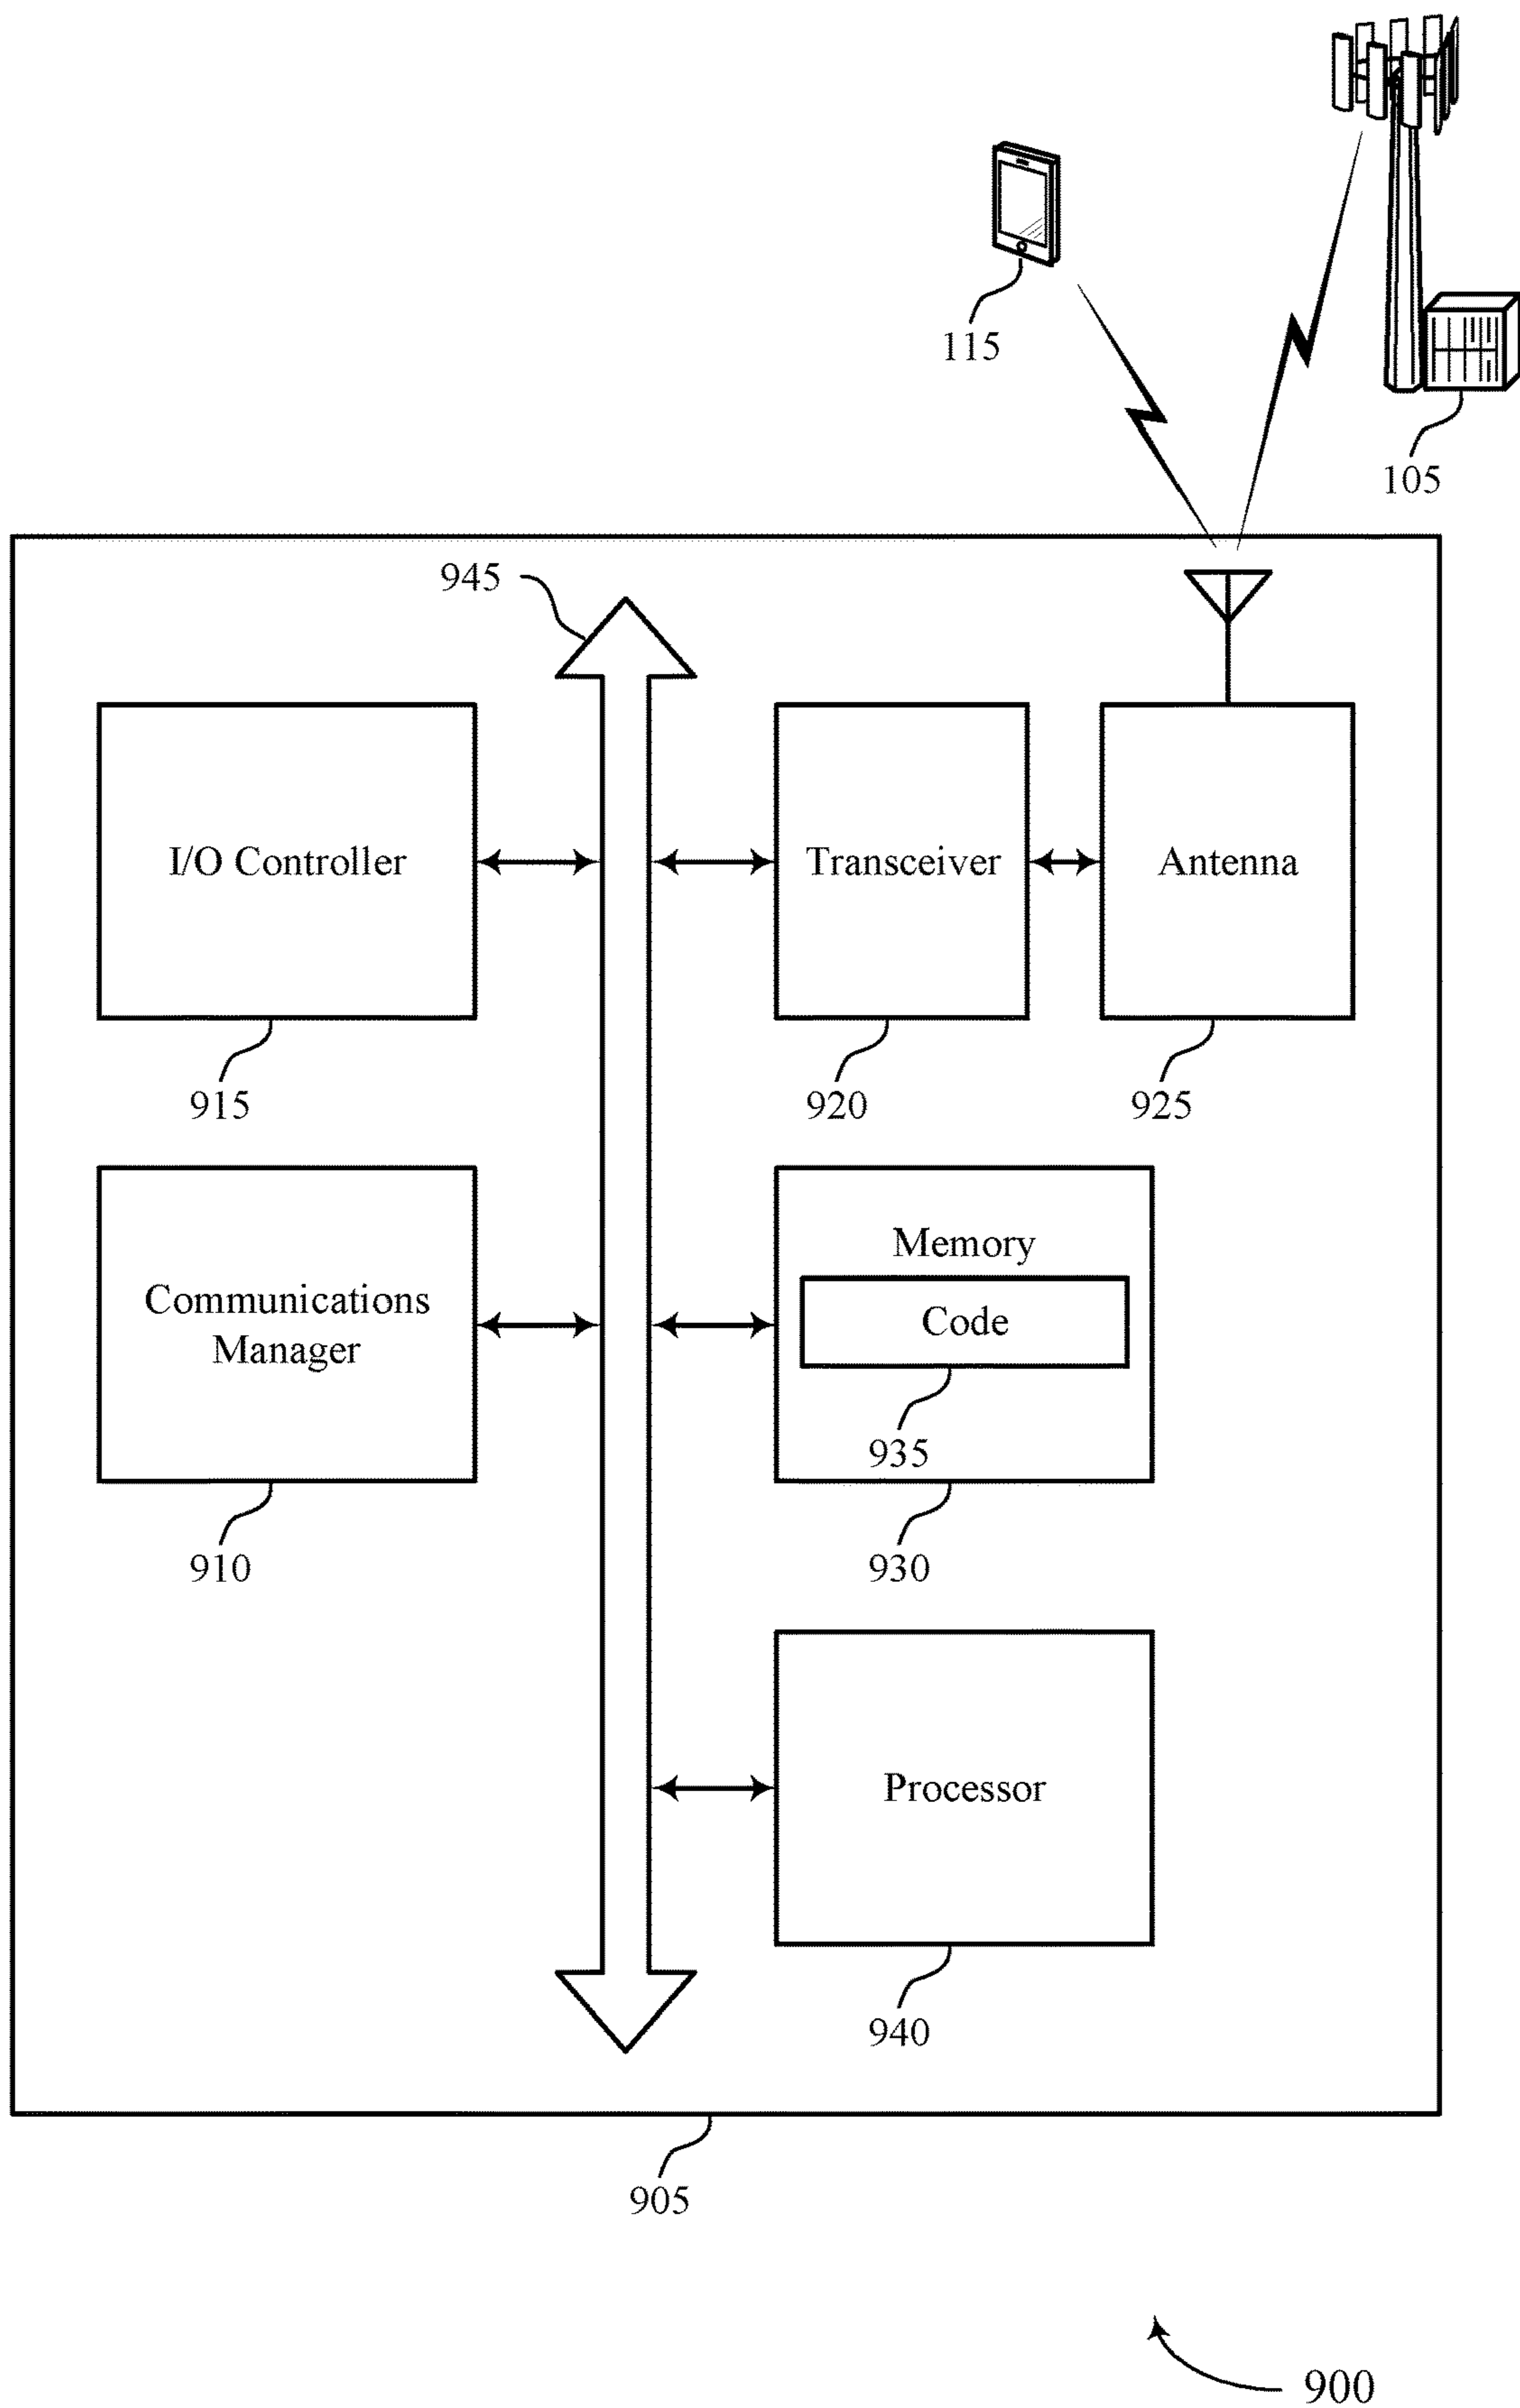 115
105
945
I/O Controller
Transceiver
Antenna
915
920
925
Communications
Manager
Memory
Code
935
910
930
Processor
940
905
900